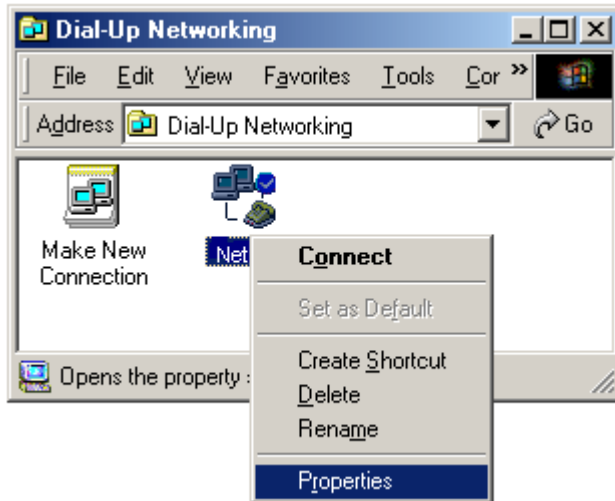 Dial-Up Networking
File Edit View Favorites Tools Cor »
Address Dial-Up Networking Go
Make New
Connection
Net
Connect
Set as Default
Create Shortcut
Delete
Rename
Properties
Opens the property